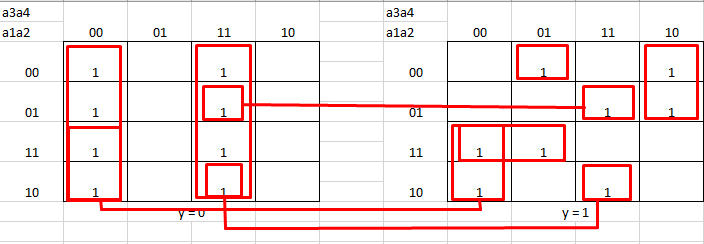 a3a4 a3a4
a1a2 00 01 11 10 a1a2 00 01 11 10
00 1 1 00 1 1
01 1 1 01 1 1
11 1 1 11 1 1
10 1 1 10 1 1
y = 0 y = 1